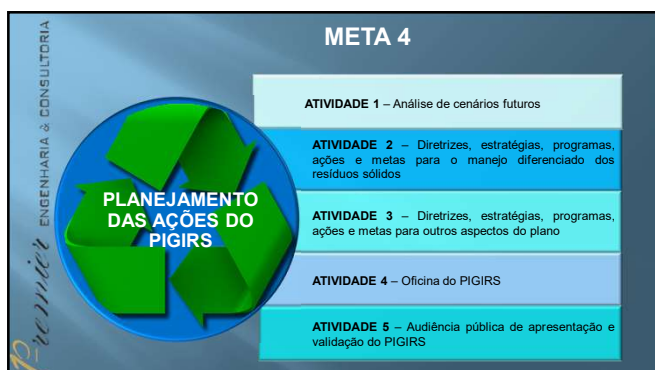 META 4
Premier ENGENHARIA & CONSULTORIA
PLANEJAMENTO
DAS AÇÕES DO
PIGIRS
ATIVIDADE 1 – Análise de cenários futuros
ATIVIDADE 2 – Diretrizes, estratégias, programas,
ações e metas para o manejo diferenciado dos
resíduos sólidos
ATIVIDADE 3 – Diretrizes, estratégias, programas,
ações e metas para outros aspectos do plano
ATIVIDADE 4 – Oficina do PIGIRS
ATIVIDADE 5 – Audiência pública de apresentação e
validação do PIGIRS